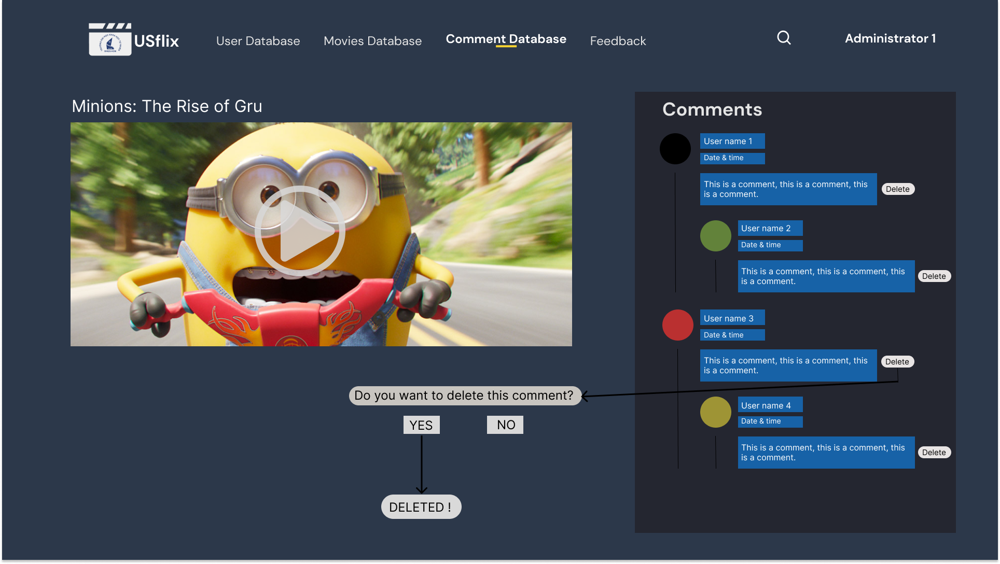 USflix
User Database
Movies Database
Comment Database
Feedback
Administrator 1
Minions: The Rise of Gru
Comments
User name 1
Date & time
This is a comment, this is a comment, this
is a comment.
Delete
User name 2
Date & time
This is a comment, this is a comment, this
is a comment.
Delete
User name 3
Date & time
This is a comment, this is a comment, this
is a comment.
Delete
User name 4
Date & time
This is a comment, this is a comment, this
is a comment.
Delete
Do you want to delete this comment?
YES
NO
DELETED !